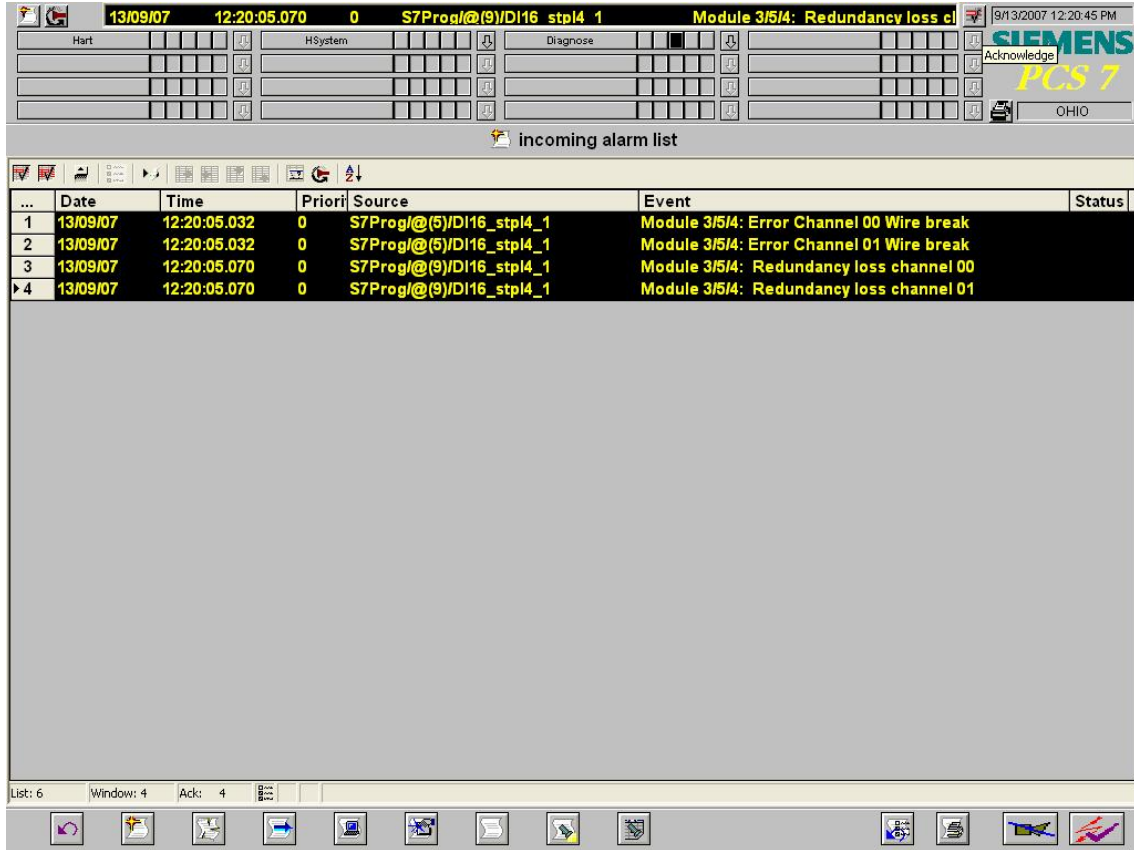 13/09/07 12:20:05.070 0 S7Prog/@(9)/DI16_stpl4_1 Module 3/5/4: Redundancy loss cl
9/13/2007 12:20:45 PM
Hart HSystem Diagnose
SIEMENS
Acknowledge
PCS 7
OHIO
incoming alarm list
... Date Time Priori Source Event Status
1 13/09/07 12:20:05.032 0 S7Prog/@(5)/DI16_stpl4_1 Module 3/5/4: Error Channel 00 Wire break
2 13/09/07 12:20:05.032 0 S7Prog/@(5)/DI16_stpl4_1 Module 3/5/4: Error Channel 01 Wire break
3 13/09/07 12:20:05.070 0 S7Prog/@(9)/DI16_stpl4_1 Module 3/5/4: Redundancy loss channel 00
4 13/09/07 12:20:05.070 0 S7Prog/@(9)/DI16_stpl4_1 Module 3/5/4: Redundancy loss channel 01
List: 6 Window: 4 Ack: 4